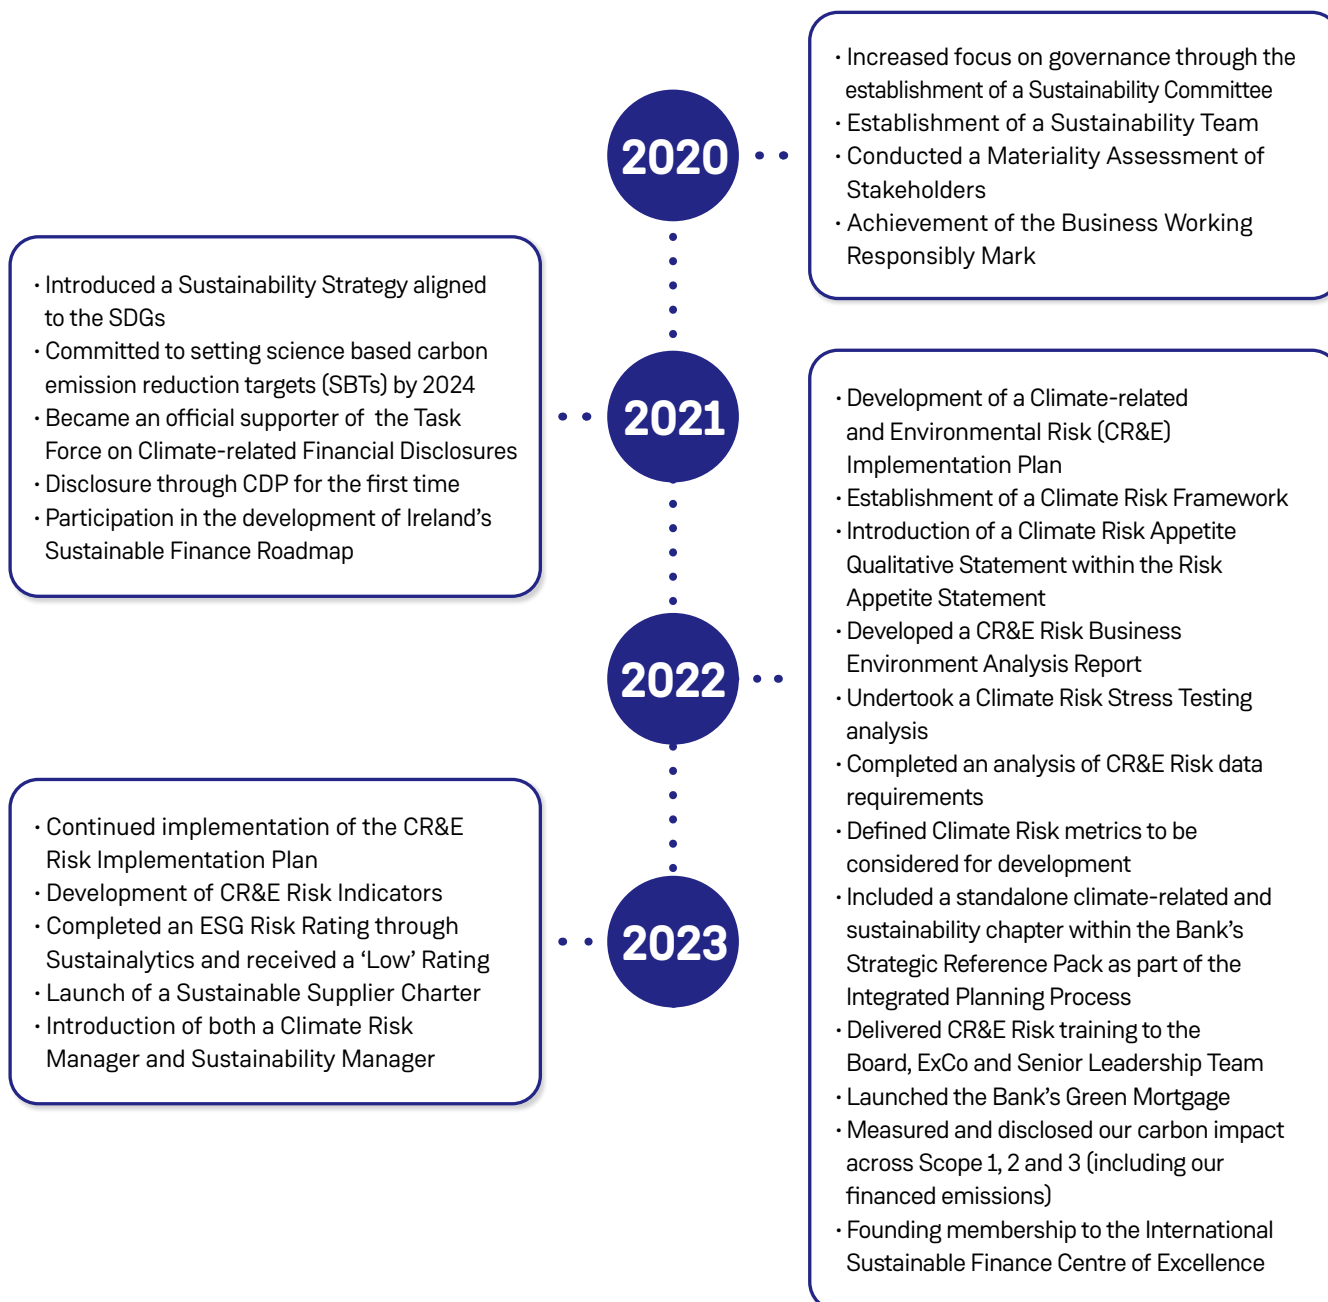 2020
· Increased focus on governance through the
establishment of a Sustainability Committee
· Establishment of a Sustainability Team
· Conducted a Materiality Assessment of
Stakeholders
· Achievement of the Business Working
Responsibly Mark
2021
· Introduced a Sustainability Strategy aligned
to the SDGs
· Committed to setting science based carbon
emission reduction targets (SBTs) by 2024
· Became an official supporter of the Task
Force on Climate-related Financial Disclosures
· Disclosure through CDP for the first time
· Participation in the development of Ireland's
Sustainable Finance Roadmap
2022
· Development of a Climate-related
and Environmental Risk (CR&E)
Implementation Plan
· Establishment of a Climate Risk Framework
· Introduction of a Climate Risk Appetite
Qualitative Statement within the Risk
Appetite Statement
· Developed a CR&E Risk Business
Environment Analysis Report
· Undertook a Climate Risk Stress Testing
analysis
· Completed an analysis of CR&E Risk data
requirements
· Defined Climate Risk metrics to be
considered for development
· Included a standalone climate-related and
sustainability chapter within the Bank's
Strategic Reference Pack as part of the
Integrated Planning Process
· Delivered CR&E Risk training to the
Board, ExCo and Senior Leadership Team
· Launched the Bank's Green Mortgage
· Measured and disclosed our carbon impact
across Scope 1, 2 and 3 (including our
financed emissions)
· Founding membership to the International
Sustainable Finance Centre of Excellence
2023
· Continued implementation of the CR&E
Risk Implementation Plan
· Development of CR&E Risk Indicators
· Completed an ESG Risk Rating through
Sustainalytics and received a 'Low' Rating
· Launch of a Sustainable Supplier Charter
· Introduction of both a Climate Risk
Manager and Sustainability Manager